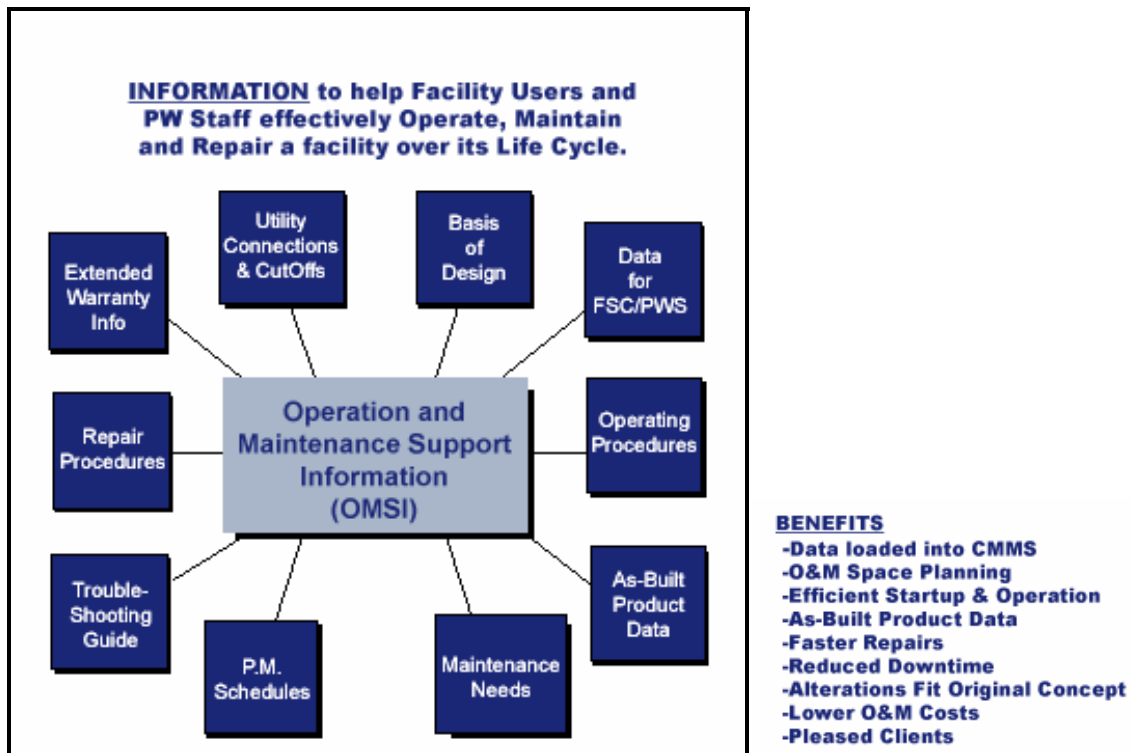 INFORMATION to help Facility Users and
PW Staff effectively Operate, Maintain
and Repair a facility over its Life Cycle.
Utility
Connections
& CutOffs
Basis
of
Design
Extended
Warranty
Info
Data
for
FSC/PWS
Operation and
Maintenance Support
Information
(OMSI)
Repair
Procedures
Operating
Procedures
Trouble-
Shooting
Guide
P.M.
Schedules
Maintenance
Needs
As-Built
Product
Data
BENEFITS
-Data loaded into CMMS
-O&M Space Planning
-Efficient Startup & Operation
-As-Built Product Data
-Faster Repairs
-Reduced Downtime
-Alterations Fit Original Concept
-Lower O&M Costs
-Pleased Clients